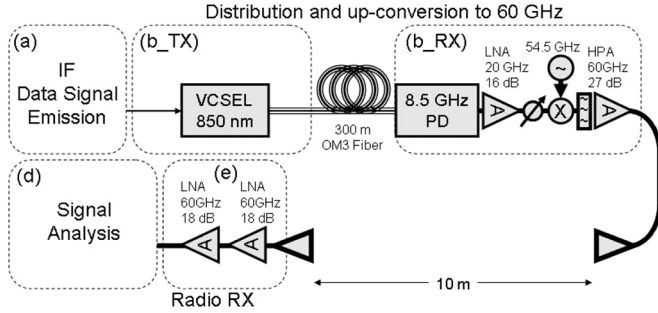 Distribution and up-conversion to 60 GHz
(a)
IF
Data Signal
Emission
(b_TX)
VCSEL
850 nm
300 m
OM3 Fiber
(b_RX)
8.5 GHz
PD
LNA
20 GHz
16 dB
A
54.5 GHz
~
X
~
~
HPA
60GHz
27 dB
A
(d)
Signal
Analysis
(e)
LNA
60GHz
18 dB
A
LNA
60GHz
18 dB
A
Radio RX
10 m